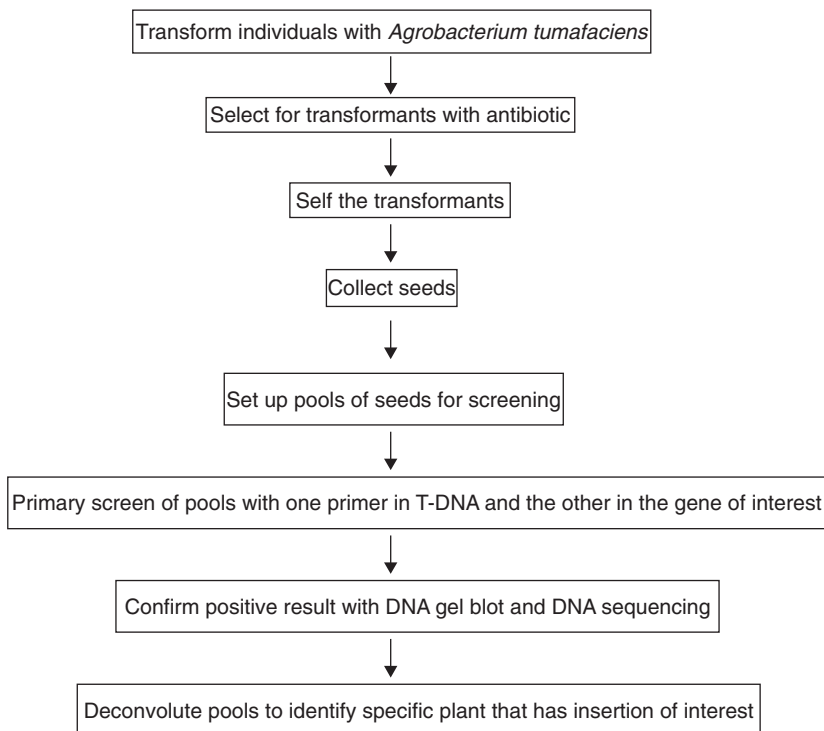 Transform individuals with Agrobacterium tumafaciens
Select for transformants with antibiotic
Self the transformants
Collect seeds
Set up pools of seeds for screening
Primary screen of pools with one primer in T-DNA and the other in the gene of interest
Confirm positive result with DNA gel blot and DNA sequencing
Deconvolute pools to identify specific plant that has insertion of interest